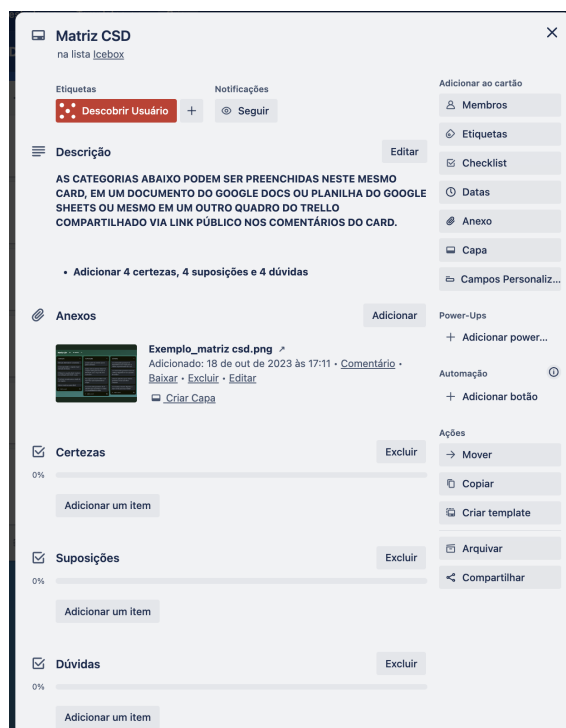 Matriz CSD
na lista Icebox
Etiquetas
Descobrir Usuário
+
Notificações
Seguir
Descrição
Editar
AS CATEGORIAS ABAIXO PODEM SER PREENCHIDAS NESTE MESMO
CARD, EM UM DOCUMENTO DO GOOGLE DOCS OU PLANILHA DO GOOGLE
SHEETS OU MESMO EM UM OUTRO QUADRO DO TRELLO
COMPARTILHADO VIA LINK PÚBLICO NOS COMENTÁRIOS DO CARD.
• Adicionar 4 certezas, 4 suposições e 4 dúvidas
Anexos
Adicionar
Exemplo_matriz csd.png ↗
Adicionado: 18 de out de 2023 às 17:11 • Comentário •
Baixar • Excluir • Editar
Criar Capa
Certezas
Excluir
0%
Adicionar um item
Suposições
Excluir
0%
Adicionar um item
Dúvidas
Excluir
0%
Adicionar um item
Adicionar ao cartão
Membros
Etiquetas
Checklist
Datas
Anexo
Capa
Campos Personaliz...
Power-Ups
+ Adicionar power...
Automação
+ Adicionar botão
Ações
→ Mover
Copiar
Criar template
Arquivar
Compartilhar